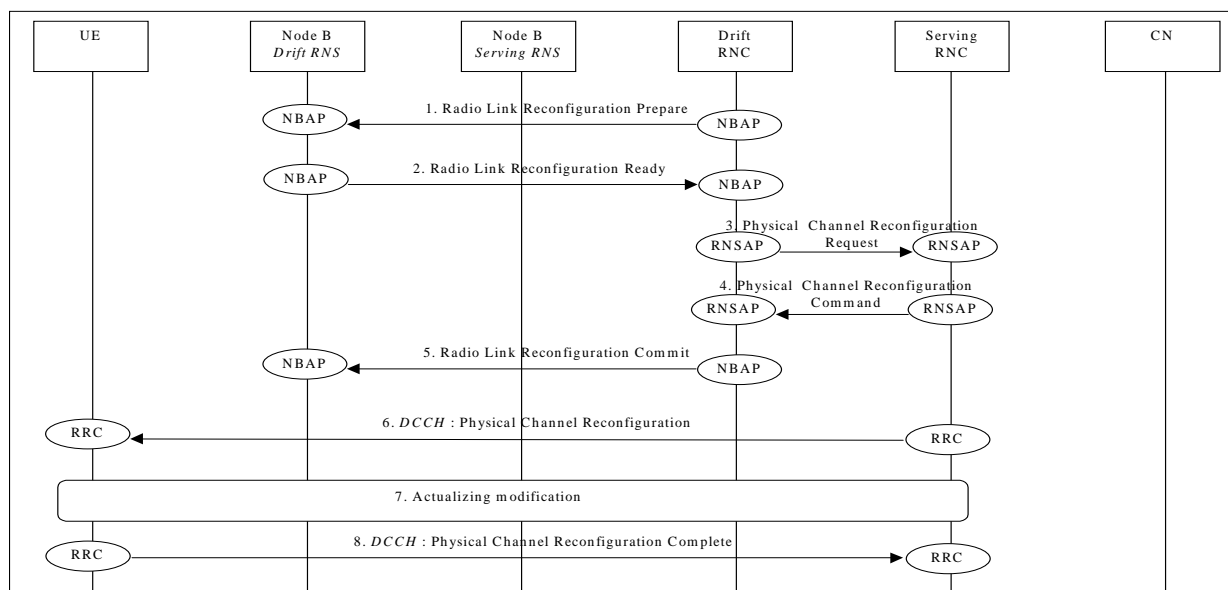 UE
Node B
Drift RNS
Node B
Serving RNS
Drift
RNC
Serving
RNC
CN
1. Radio Link Reconfiguration Prepare
NBAP
NBAP
2. Radio Link Reconfiguration Ready
NBAP
NBAP
3. Physical Channel Reconfiguration
Request
RNSAP
RNSAP
4. Physical Channel Reconfiguration
Command
RNSAP
RNSAP
5. Radio Link Reconfiguration Commit
NBAP
NBAP
6. DCCH : Physical Channel Reconfiguration
RRC
RRC
7. Actualizing modification
8. DCCH : Physical Channel Reconfiguration Complete
RRC
RRC